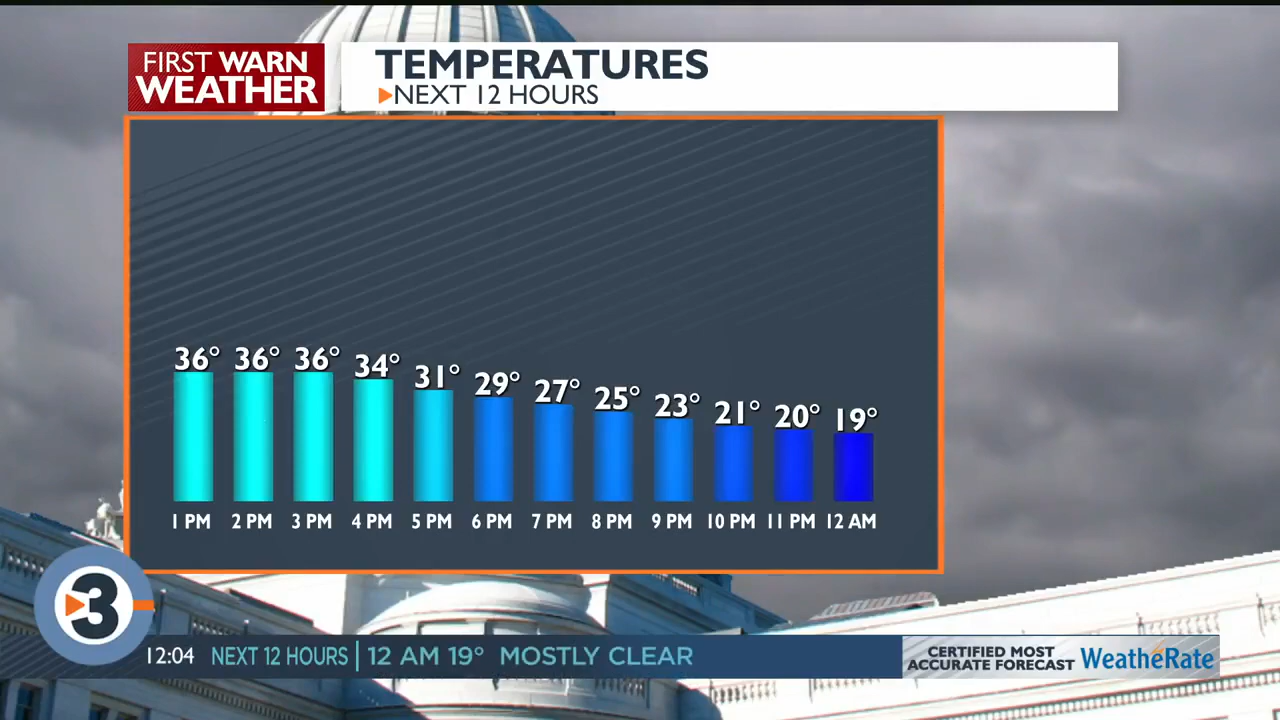 FIRST WARN
WEATHER
TEMPERATURES
NEXT 12 HOURS
36° 36° 36° 34° 31° 29° 27° 25° 23° 21° 20° 19°
1 PM 2 PM 3 PM 4 PM 5 PM 6 PM 7 PM 8 PM 9 PM 10 PM 11 PM 12 AM
3
12:04 NEXT 12 HOURS 12 AM 19° MOSTLY CLEAR
CERTIFIED MOST
ACCURATE FORECAST WeatheRate